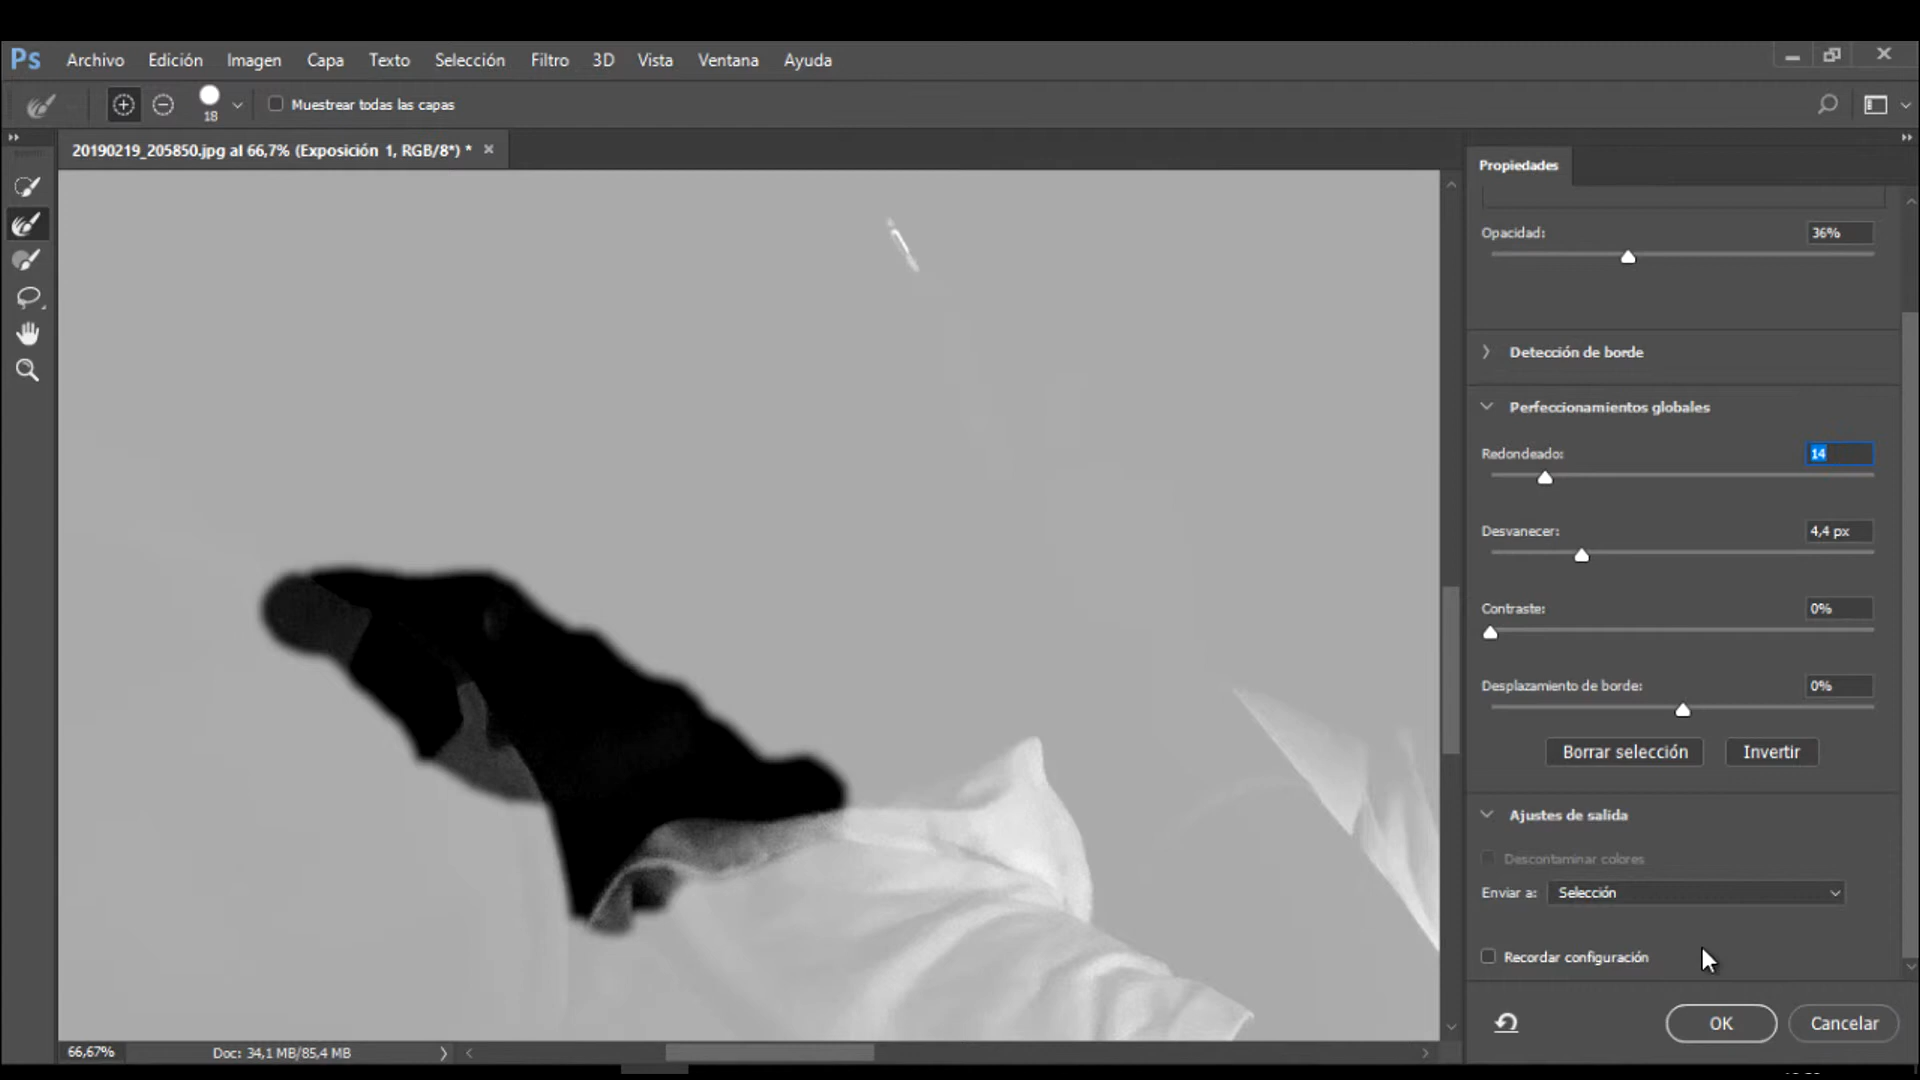 Ps Archivo Edición Imagen Capa Texto Selección Filtro 3D Vista Ventana Ayuda
18 Muestrear todas las capas
20190219_205850.jpg al 66,7% (Exposición 1, RGB/8*) * ×
Propiedades
Opacidad: 36%
Detección de borde
Perfeccionamientos globales
Redondeado: 14
Desvanecer: 4,4 px
Contraste: 0%
Desplazamiento de borde: 0%
Borrar selección Invertir
Ajustes de salida
Descontaminar colores
Enviar a: Selección
Recordar configuración
OK Cancelar
66,67% Doc: 34,1 MB/85,4 MB